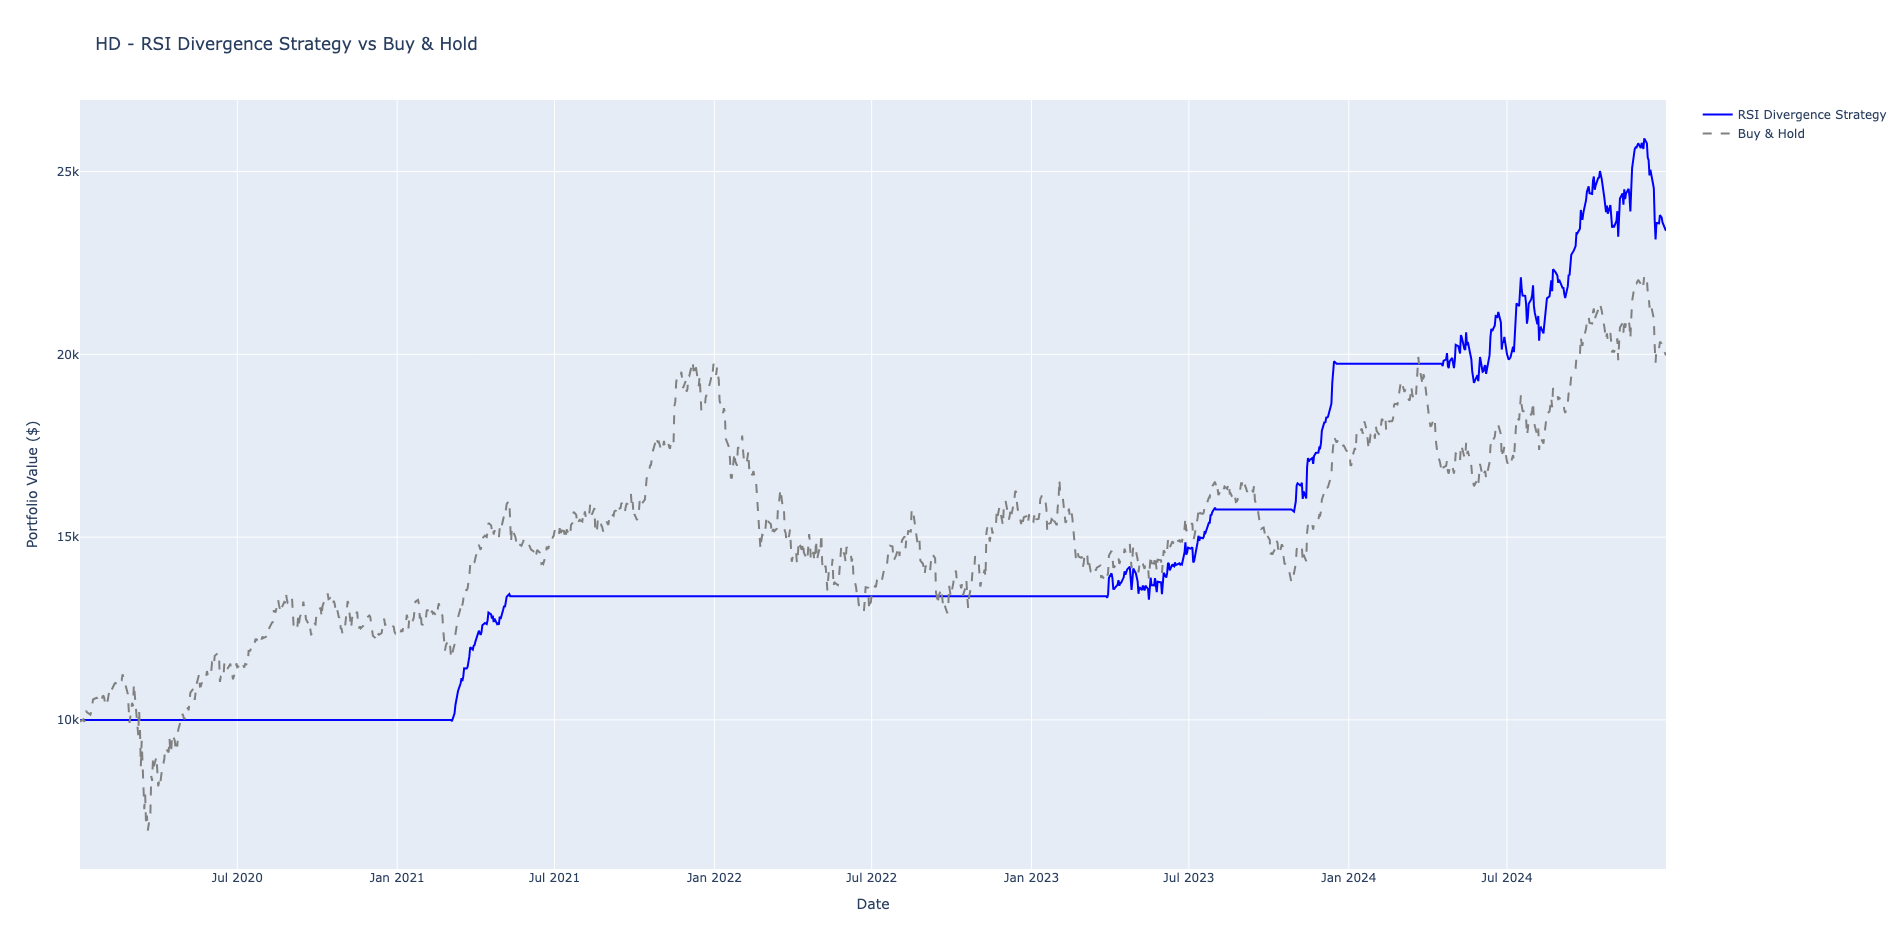 HD - RSI Divergence Strategy vs Buy & Hold
RSI Divergence Strategy
Buy & Hold
25k
20k
15k
10k
Portfolio Value ($)
Jul 2020
Jan 2021
Jul 2021
Jan 2022
Jul 2022
Jan 2023
Jul 2023
Jan 2024
Jul 2024
Date